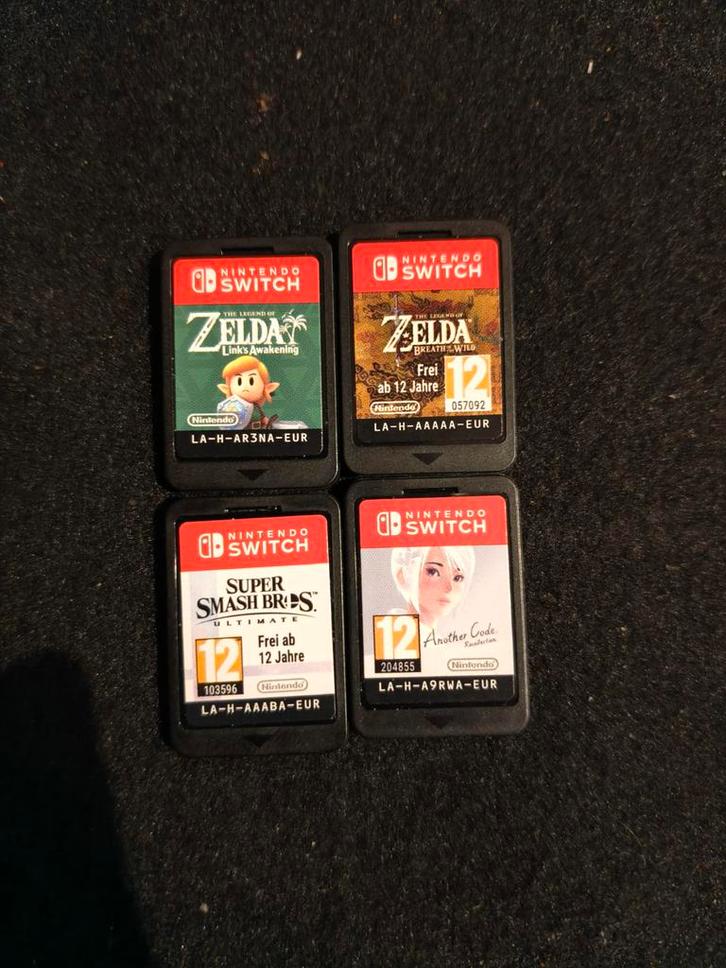 NINTENDO
SWITCH
THE LEGEND OF
ZELDA
Link's Awakening
Nintendo
LA-H-AR3NA-EUR
NINTENDO
SWITCH
THE LEGEND OF
ZELDA™
BREATH OF THE WILD
Frei
ab 12 Jahre
12
057092
Nintendo
LA-H-AAAAA-EUR
NINTENDO
SWITCH
SUPER
SMASH BROS.™
ULTIMATE
12
Frei ab
12 Jahre
103596
Nintendo
LA-H-AAABA-EUR
NINTENDO
SWITCH
12
204855
Another Code
Recollection
Nintendo
LA-H-A9RWA-EUR